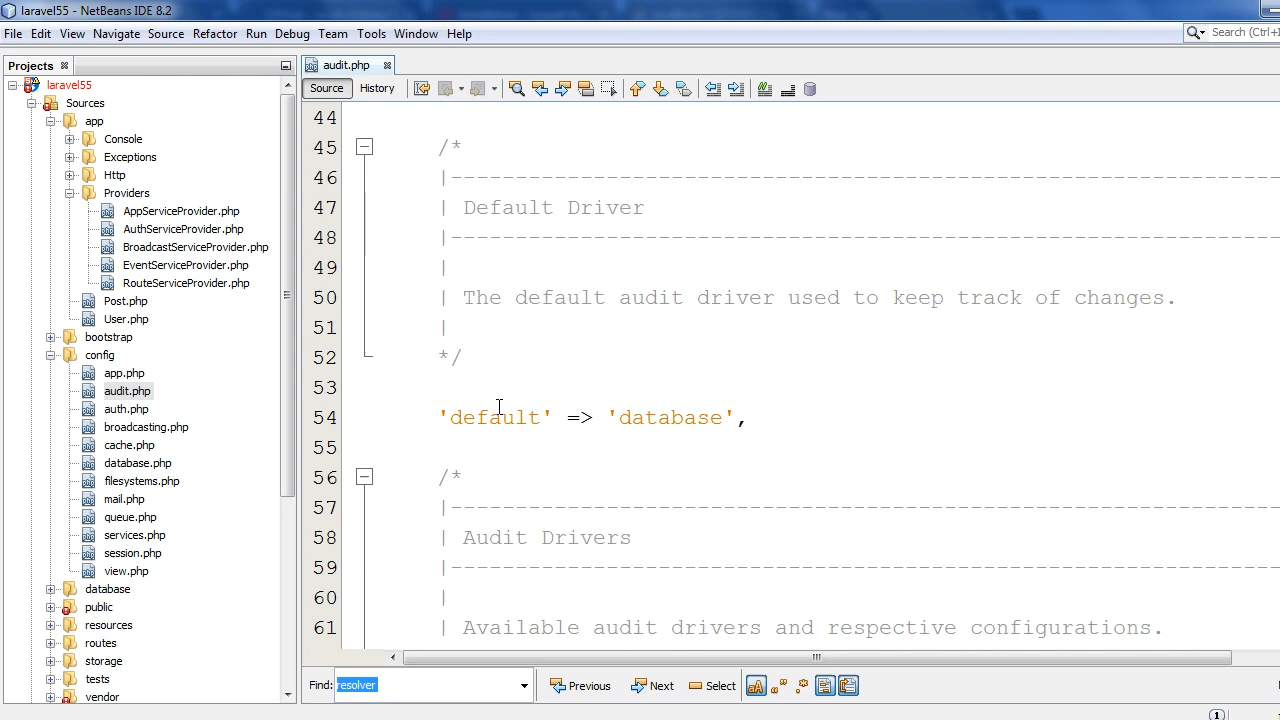 laravel55 - NetBeans IDE 8.2
File Edit View Navigate Source Refactor Run Debug Team Tools Window Help
Search (Ctrl+I
Projects
audit.php
laravel55
Sources
app
Console
Exceptions
Http
Providers
AppServiceProvider.php
AuthServiceProvider.php
BroadcastServiceProvider.php
EventServiceProvider.php
RouteServiceProvider.php
Post.php
User.php
bootstrap
config
app.php
audit.php
auth.php
broadcasting.php
cache.php
database.php
filesystems.php
mail.php
queue.php
services.php
session.php
view.php
database
public
resources
routes
storage
tests
vendor
Source History
44
45 /*
46 |----------------------------------------------------------------
47 | Default Driver
48 |----------------------------------------------------------------
49 |
50 | The default audit driver used to keep track of changes.
51 |
52 */
53
54 'default' => 'database',
55
56 /*
57 |----------------------------------------------------------------
58 | Audit Drivers
59 |----------------------------------------------------------------
60 |
61 | Available audit drivers and respective configurations.
Find: resolver Previous Next Select
1